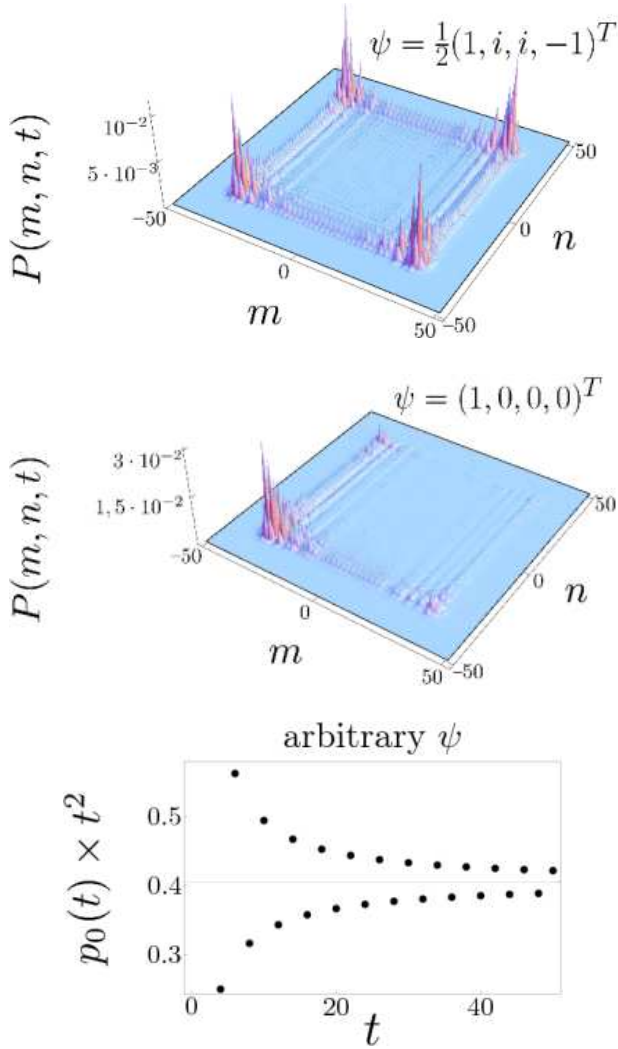 ψ = ½(1, i, i, −1)ᵀ
P(m, n, t)
10⁻²
5 · 10⁻³
−50
0
50
m
−50
0
50
n
ψ = (1, 0, 0, 0)ᵀ
P(m, n, t)
3 · 10⁻²
1,5 · 10⁻²
−50
0
50
m
−50
0
50
n
arbitrary ψ
p₀(t) × t²
0.5
0.4
0.3
0 20 40
t